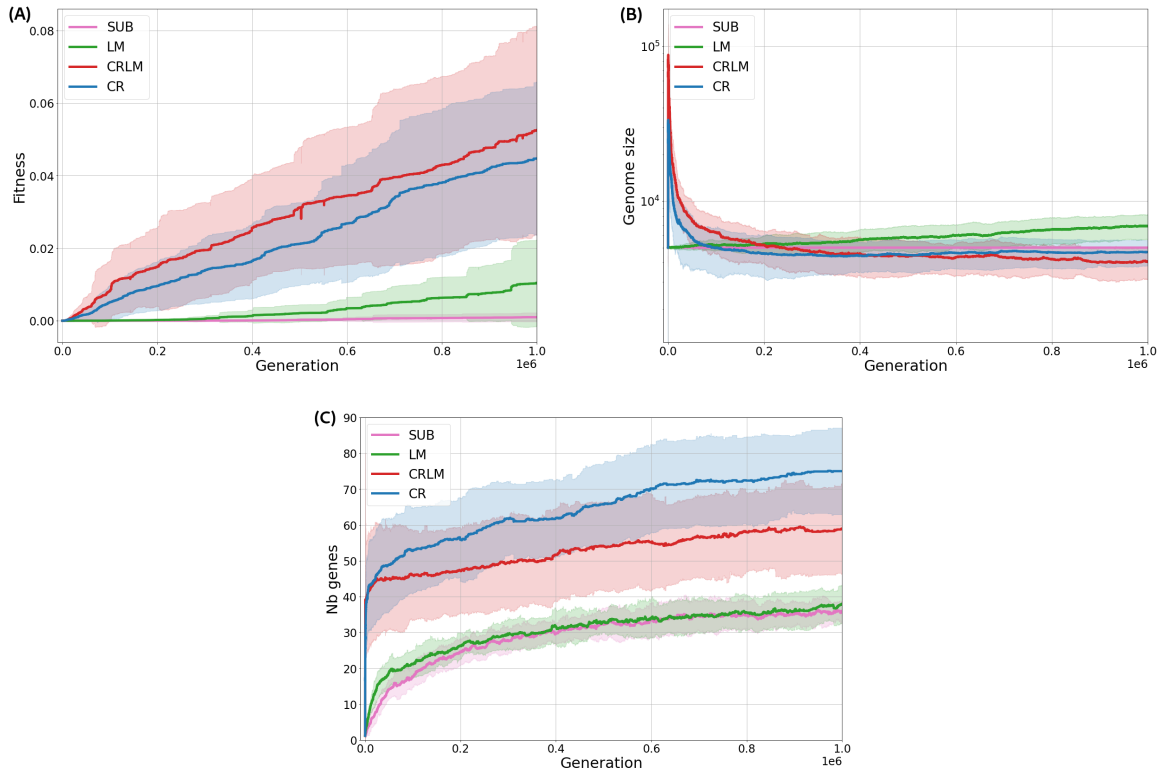 (A)
SUB
LM
CRLM
CR
0.08
0.06
0.04
0.02
0.00
Fitness
0.0 0.2 0.4 0.6 0.8 1.0
Generation
1e6
(B)
SUB
LM
CRLM
CR
10^5
10^4
Genome size
0.0 0.2 0.4 0.6 0.8 1.0
Generation
1e6
(C)
SUB
LM
CRLM
CR
90
80
70
60
50
40
30
20
10
0
Nb genes
0.0 0.2 0.4 0.6 0.8 1.0
Generation
1e6